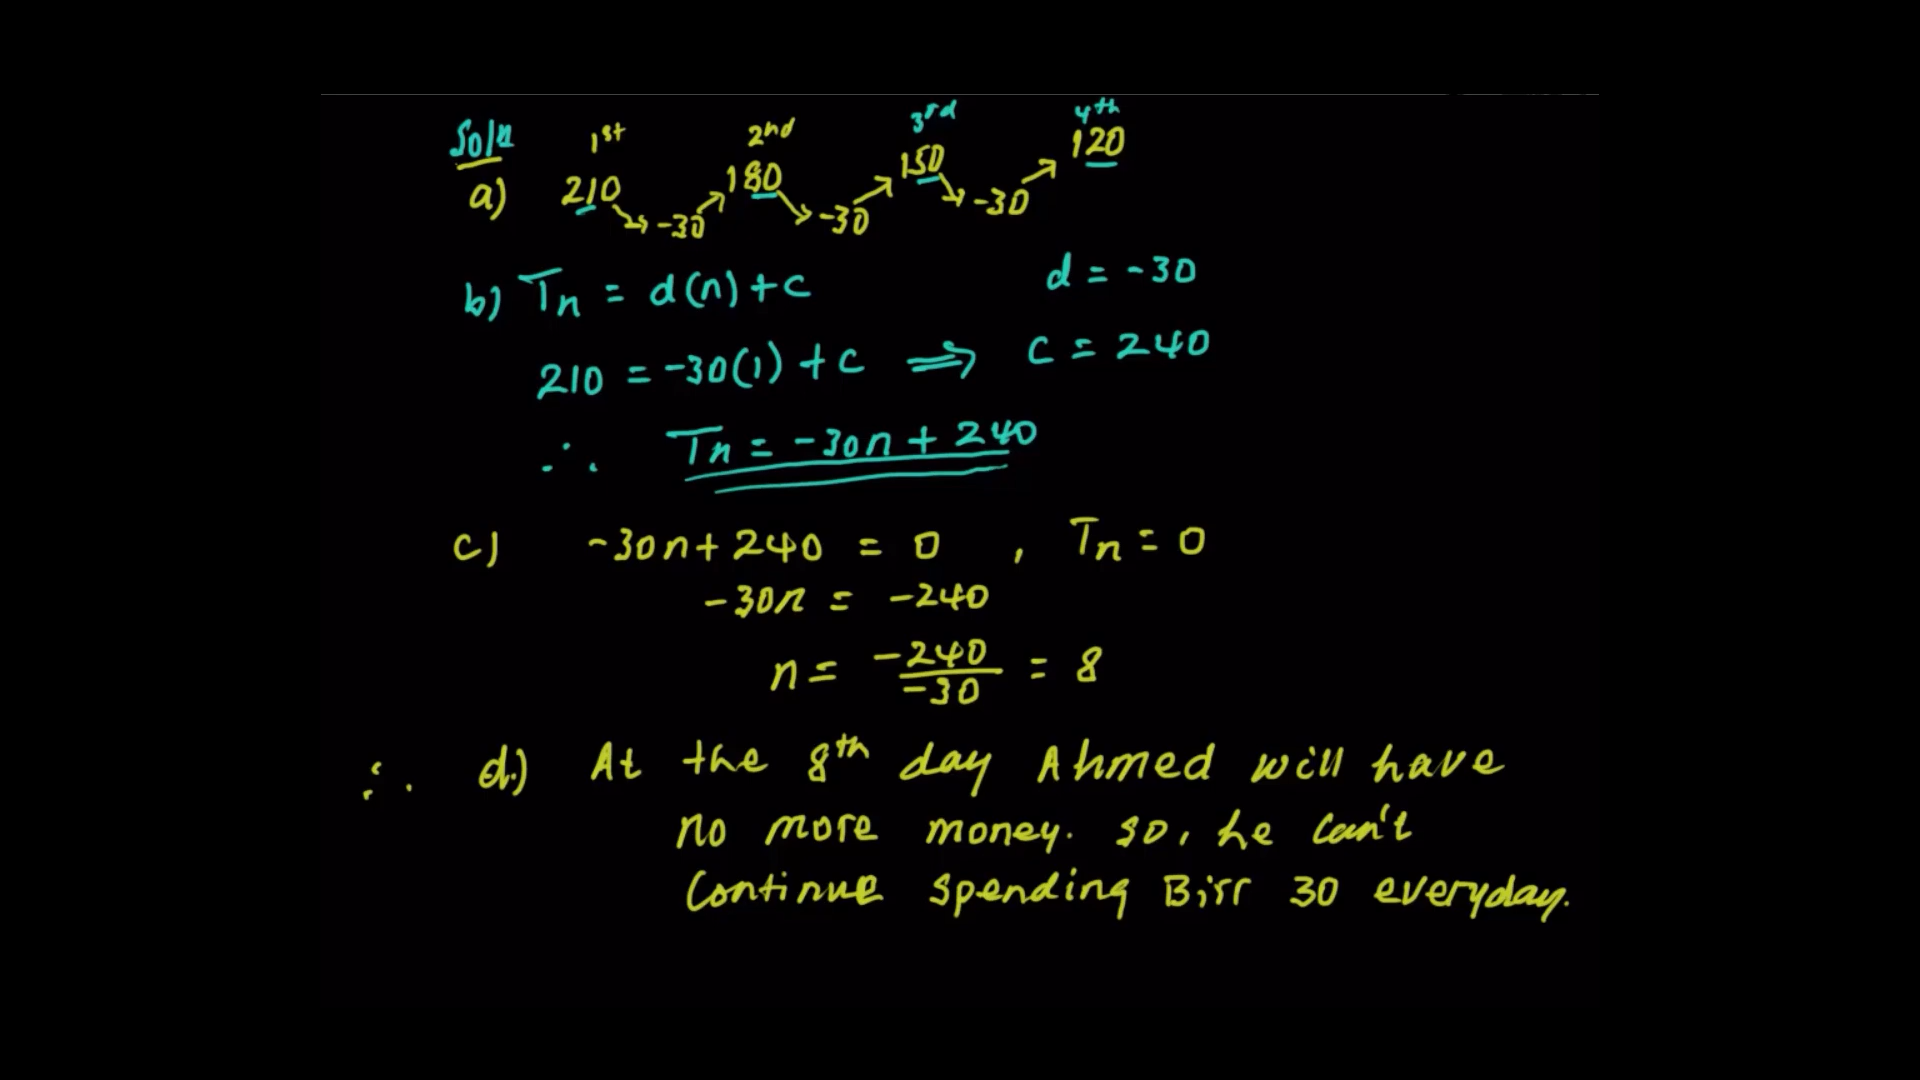 Soln
1st 2nd 3rd 4th
a) 210 → -30 → 180 → -30 → 150 → -30 → 120
b) Tn = d(n)+c d = -30
210 = -30(1) + c ⟹ c = 240
∴ Tn = -30n + 240
c) -30n + 240 = 0 , Tn = 0
-30n = -240
n = -240/-30 = 8
∴ d.) At the 8th day Ahmed will have
no more money. so, he can't
Continue spending Birr 30 everyday.